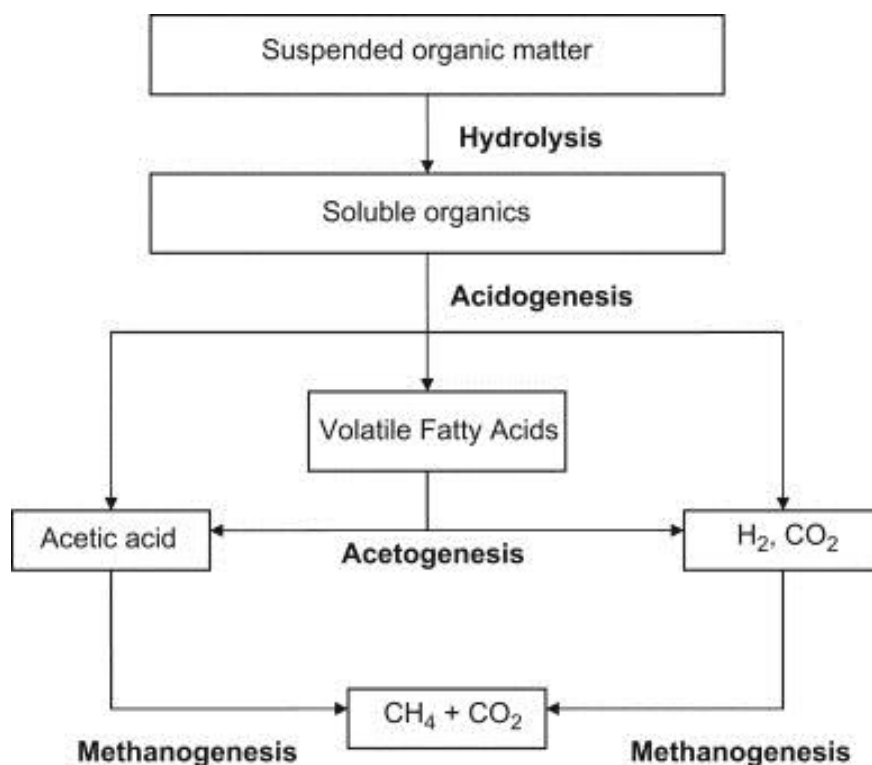 Suspended organic matter
Hydrolysis
Soluble organics
Acidogenesis
Volatile Fatty Acids
Acetic acid
H₂, CO₂
Acetogenesis
CH₄ + CO₂
Methanogenesis
Methanogenesis